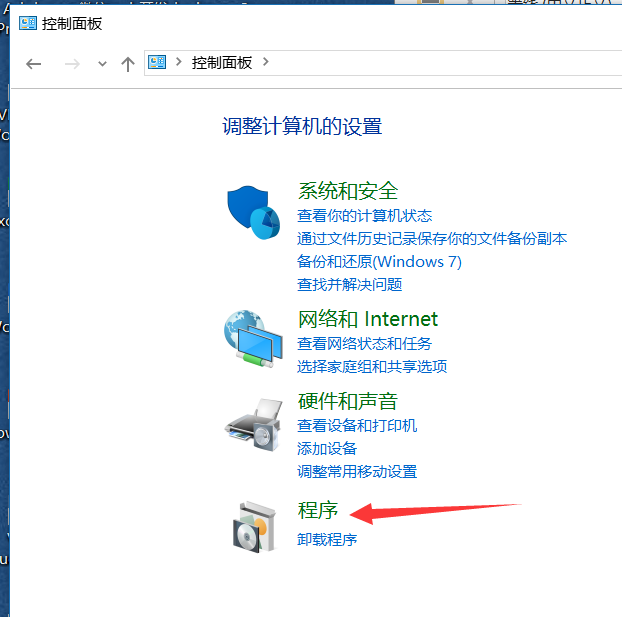 控制面板
控制面板
调整计算机的设置
系统和安全
查看你的计算机状态
通过文件历史记录保存你的文件备份副本
备份和还原(Windows 7)
查找并解决问题
网络和 Internet
查看网络状态和任务
选择家庭组和共享选项
硬件和声音
查看设备和打印机
添加设备
调整常用移动设置
程序
卸载程序